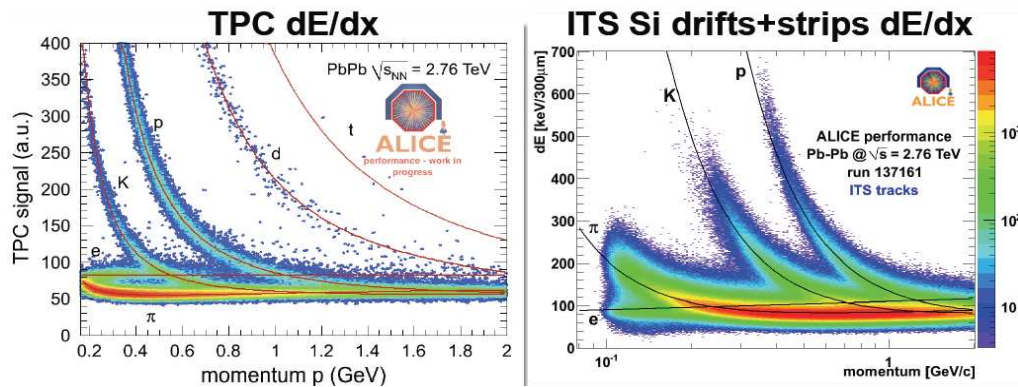 TPC dE/dx
TPC signal (a.u.)
400
350
300
250
200
150
100
50
0
PbPb √sNN = 2.76 TeV
ALICE
performance - work in
progress
p
K
e
π
d
t
0.2 0.4 0.6 0.8 1 1.2 1.4 1.6 1.8 2
momentum p (GeV)
ITS Si drifts+strips dE/dx
dE [keV/300μm]
700
600
500
400
300
200
100
0
K
p
π
e
ALICE
ALICE performance
Pb-Pb @ √s = 2.76 TeV
run 137161
ITS tracks
10³
10²
10
10⁻¹ 1
momentum [GeV/c]